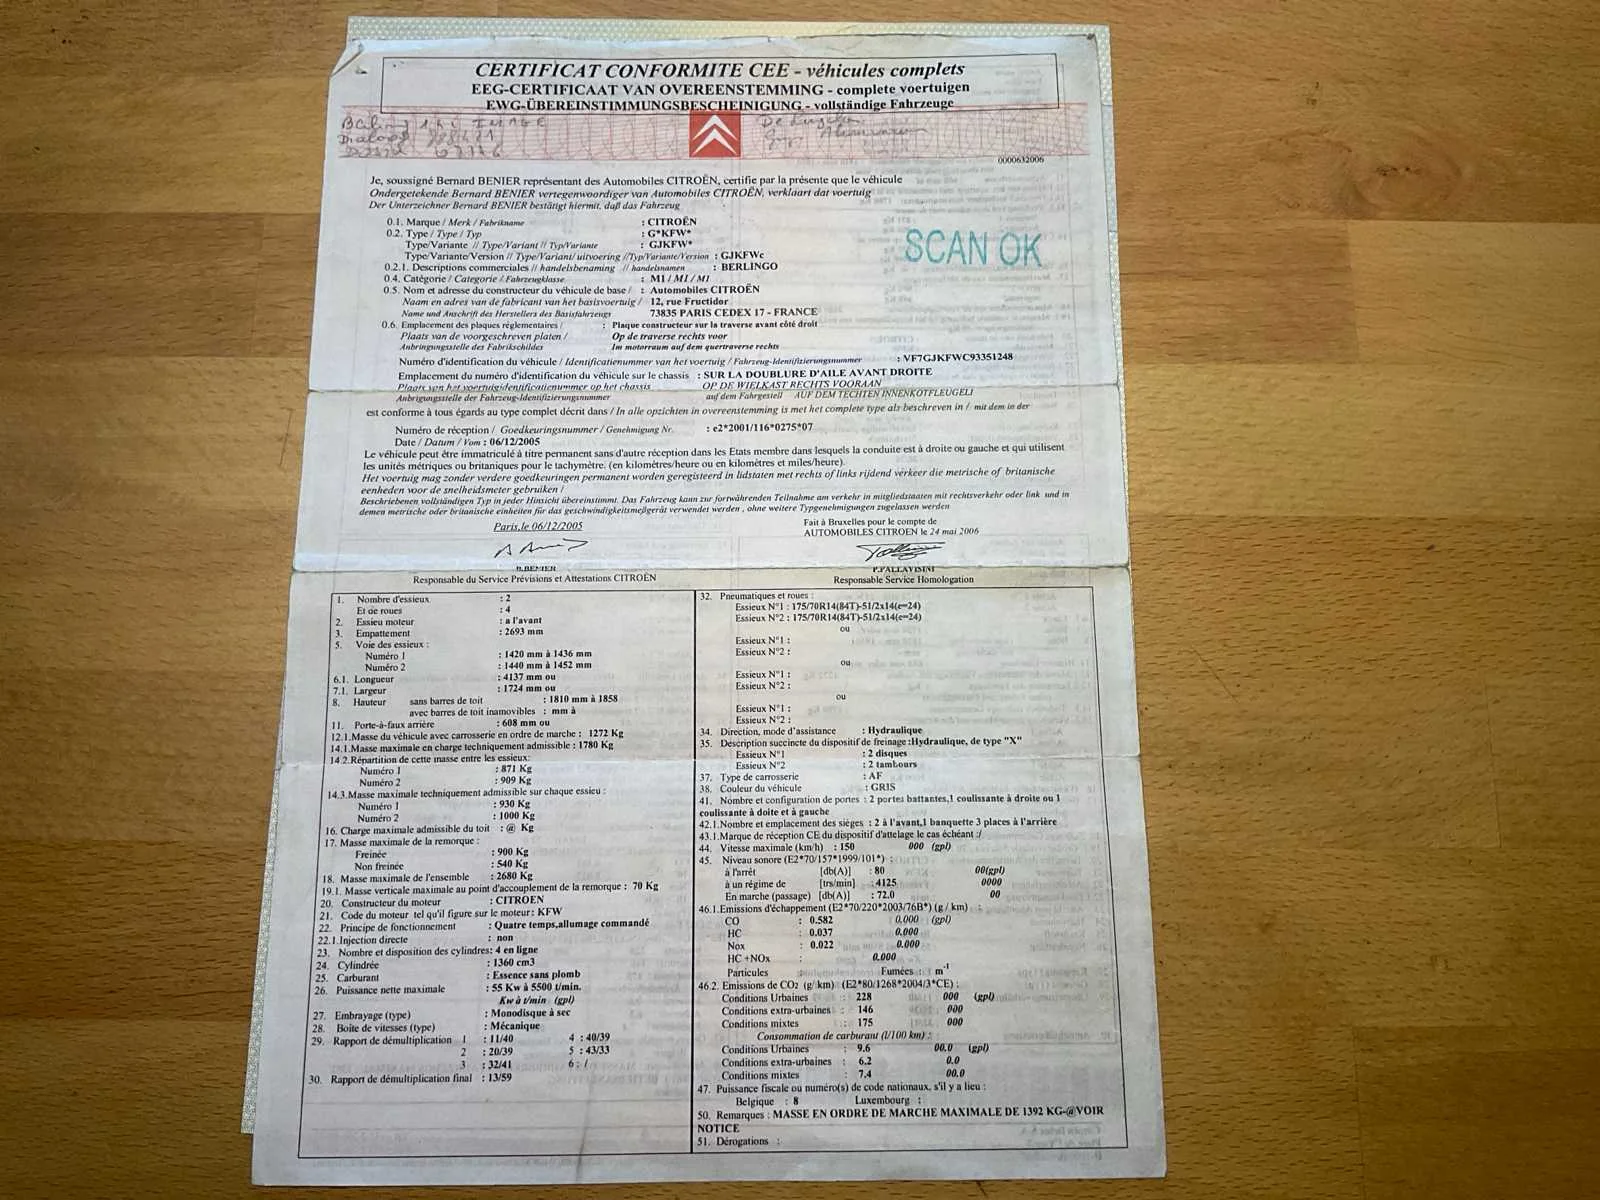 CERTIFICAT CONFORMITE CEE - véhicules complets
EEG-CERTIFICAAT VAN OVEREENSTEMMING - complete voertuigen
EWG-ÜBEREINSTIMMUNGSBESCHEINIGUNG - vollständige Fahrzeuge
IMAGE
0000632006
Je, soussigné Bernard BENIER représentant des Automobiles CITROËN, certifie par la présente que le véhicule
Ondergetekende Bernard BENIER vertegenwoordiger van Automobiles CITROËN, verklaart dat voertuig
Der Unterzeichner Bernard BENIER bestätigt hiermit, daß das Fahrzeug
0.1. Marque / Merk / Fabrikname : CITROËN
0.2. Type / Type / Typ : G*KFW*
Type/Variante // Type/Variant // Typ/Variante : GJKFW*
Type/Variante/Version // Type/Variant/ uitvoering //Typ/Variante/Version : GJKFWc
SCAN OK
0.2.1. Descriptions commerciales // handelsbenaming // handelsnamen : BERLINGO
0.4. Catégorie / Categorie / Fahrzeugklasse : M1 / M1 / M1
0.5. Nom et adresse du constructeur du véhicule de base / : Automobiles CITROËN
Naam en adres van de fabricant van het basisvoertuig / 12, rue Fructidor
Name und Anschrift des Herstellers des Basisfahrzeugs 73835 PARIS CEDEX 17 - FRANCE
0.6. Emplacement des plaques réglementaires / : Plaque constructeur sur la traverse avant côté droit
Plaats van de voorgeschreven platen / Op de traverse rechts voor
Anbringungsstelle des Fabrikschildes Im motorraum auf dem quertraverse rechts
Numéro d'identification du véhicule / Identificatienummer van het voertuig / Fahrzeug-Identifizierungsnummer : VF7GJKFWC93351248
Emplacement du numéro d'identification du véhicule sur le chassis : SUR LA DOUBLURE D'AILE AVANT DROITE
Plaats van het voertuigidentificatienummer op het chassis OP DE WIELKAST RECHTS VOORAAN
Anbrigungsstelle der Fahrzeug-Identifizierungsnummer auf dem Fahrgestell AUF DEM TECHTEN INNENKOTFLEUGELI
est conforme à tous égards au type complet décrit dans / In alle opzichten in overeenstemming is met het complete type als beschreven in / mit dem in der
Numéro de réception / Goedkeuringsnummer / Genehmigung Nr. : e2*2001/116*0275*07
Date / Datum / Vom : 06/12/2005
Le véhicule peut être immatriculé à titre permanent sans d'autre réception dans les Etats membre dans lesquels la conduite est à droite ou gauche et qui utilisent
les unités métriques ou britaniques pour le tachymètre. (en kilomètres/heure ou en kilomètres et miles/heure).
Het voertuig mag zonder verdere goedkeuringen permanent worden geregistreerd in lidstaten met rechts of links rijdend verkeer die metrische of britanische
eenheden voor de snelheidsmeter gebruiken /
Beschriebenen vollständigen Typ in jeder Hinsicht übereinstimmt. Das Fahrzeug kann zur fortwährenden Teilnahme am verkehr in mitgliedstaaten mit rechtsverkehr oder link und in
demen metrische oder britanische einheiten für das geschwindigkeitsmeßgerät verwendet werden , ohne weitere Typgenehmigungen zugelassen werden
Paris,le 06/12/2005
Fait à Bruxelles pour le compte de
AUTOMOBILES CITROEN le 24 mai 2006
B.BENIER
Responsable du Service Prévisions et Attestations CITROËN
P.PALLAVISINI
Responsable Service Homologation
1. Nombre d'essieux : 2
Et de roues : 4
2. Essieu moteur : a l'avant
3. Empattement : 2693 mm
5. Voie des essieux :
Numéro 1 : 1420 mm à 1436 mm
Numéro 2 : 1440 mm à 1452 mm
6.1. Longueur : 4137 mm ou
7.1. Largeur : 1724 mm ou
8. Hauteur sans barres de toit : 1810 mm à 1858
avec barres de toit inamovibles : mm à
11. Porte-à-faux arrière : 608 mm ou
12.1.Masse du véhicule avec carrosserie en ordre de marche : 1272 Kg
14.1.Masse maximale en charge techniquement admissible : 1780 Kg
14.2.Répartition de cette masse entre les essieux:
Numéro 1 : 871 Kg
Numéro 2 : 909 Kg
14.3.Masse maximale techniquement admissible sur chaque essieu :
Numéro 1 : 930 Kg
Numéro 2 : 1000 Kg
16. Charge maximale admissible du toit : @ Kg
17. Masse maximale de la remorque :
Freinée : 900 Kg
Non freinée : 540 Kg
18. Masse maximale de l'ensemble : 2680 Kg
19.1. Masse verticale maximale au point d'accouplement de la remorque : 70 Kg
20. Constructeur du moteur : CITROEN
21. Code du moteur tel qu'il figure sur le moteur: KFW
22. Principe de fonctionnement : Quatre temps,allumage commandé
22.1.Injection directe : non
23. Nombre et disposition des cylindres: 4 en ligne
24. Cylindrée : 1360 cm3
25. Carburant : Essence sans plomb
26. Puissance nette maximale : 55 Kw à 5500 t/min.
Kw à t/min (gpl)
27. Embrayage (type) : Monodisque à sec
28. Boite de vitesses (type) : Mécanique
29. Rapport de démultiplication 1 : 11/40 4 : 40/39
2 : 20/39 5 : 43/33
3 : 32/41 6 : /
30. Rapport de démultiplication final : 13/59
32. Pneumatiques et roues :
Essieux N°1 : 175/70R14(84T)-51/2x14(e=24)
Essieux N°2 : 175/70R14(84T)-51/2x14(e=24)
ou
Essieux N°1 :
Essieux N°2 :
ou
Essieux N°1 :
Essieux N°2 :
ou
Essieux N°1 :
Essieux N°2 :
34. Direction, mode d'assistance : Hydraulique
35. Description succincte du dispositif de freinage :Hydraulique, de type "X"
Essieux N°1 : 2 disques
Essieux N°2 : 2 tambours
37. Type de carrosserie : AF
38. Couleur du véhicule : GRIS
41. Nombre et configuration de portes : 2 portes battantes,1 coulissante à droite ou 1
coulissante à doite et à gauche
42.1.Nombre et emplacement des sièges : 2 à l'avant,1 banquette 3 places à l'arrière
43.1.Marque de réception CE du dispositif d'attelage le cas échéant :/
44. Vitesse maximale (km/h) : 150 000 (gpl)
45. Niveau sonore (E2*70/157*1999/101*) :
à l'arrêt [db(A)] : 80 00(gpl)
à un régime de [trs/min] : 4125 0000
En marche (passage) [db(A)] : 72.0 00
46.1.Emissions d'échappement (E2*70/220*2003/76B*) (g / km) :
CO : 0.582 0.000 (gpl)
HC : 0.037 0.000
Nox : 0.022 0.000
HC +NOx : 0.000
Particules : Fumées : m-1
46.2. Emissions de CO2 (g/ km) (E2*80/1268*2004/3*CE) :
Conditions Urbaines : 228 000 (gpl)
Conditions extra-urbaines : 146 000
Conditions mixtes : 175 000
Consommation de carburant (l/100 km) :
Conditions Urbaines : 9.6 00.0 (gpl)
Conditions extra-urbaines : 6.2 0.0
Conditions mixtes : 7.4 00.0
47. Puissance fiscale ou numéro(s) de code nationaux, s'il y a lieu :
Belgique : 8 Luxembourg :
50. Remarques : MASSE EN ORDRE DE MARCHE MAXIMALE DE 1392 KG-@VOIR
NOTICE
51. Dérogations :